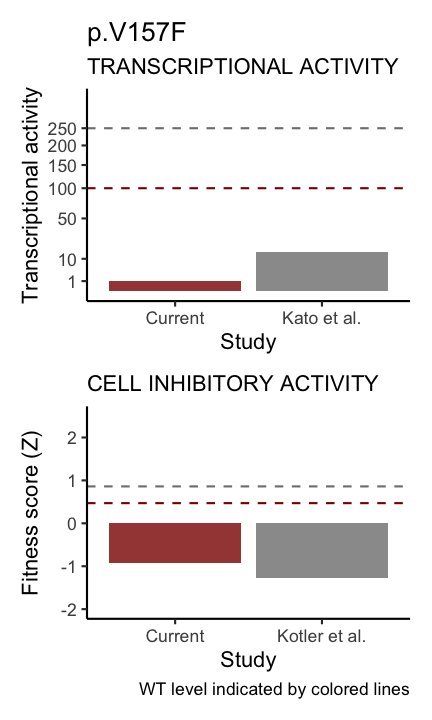 p.V157F
TRANSCRIPTIONAL ACTIVITY
Transcriptional activity
250
200
150
100
50
10
1
Current
Kato et al.
Study
CELL INHIBITORY ACTIVITY
Fitness score (Z)
2
1
0
-1
-2
Current
Kotler et al.
Study
WT level indicated by colored lines